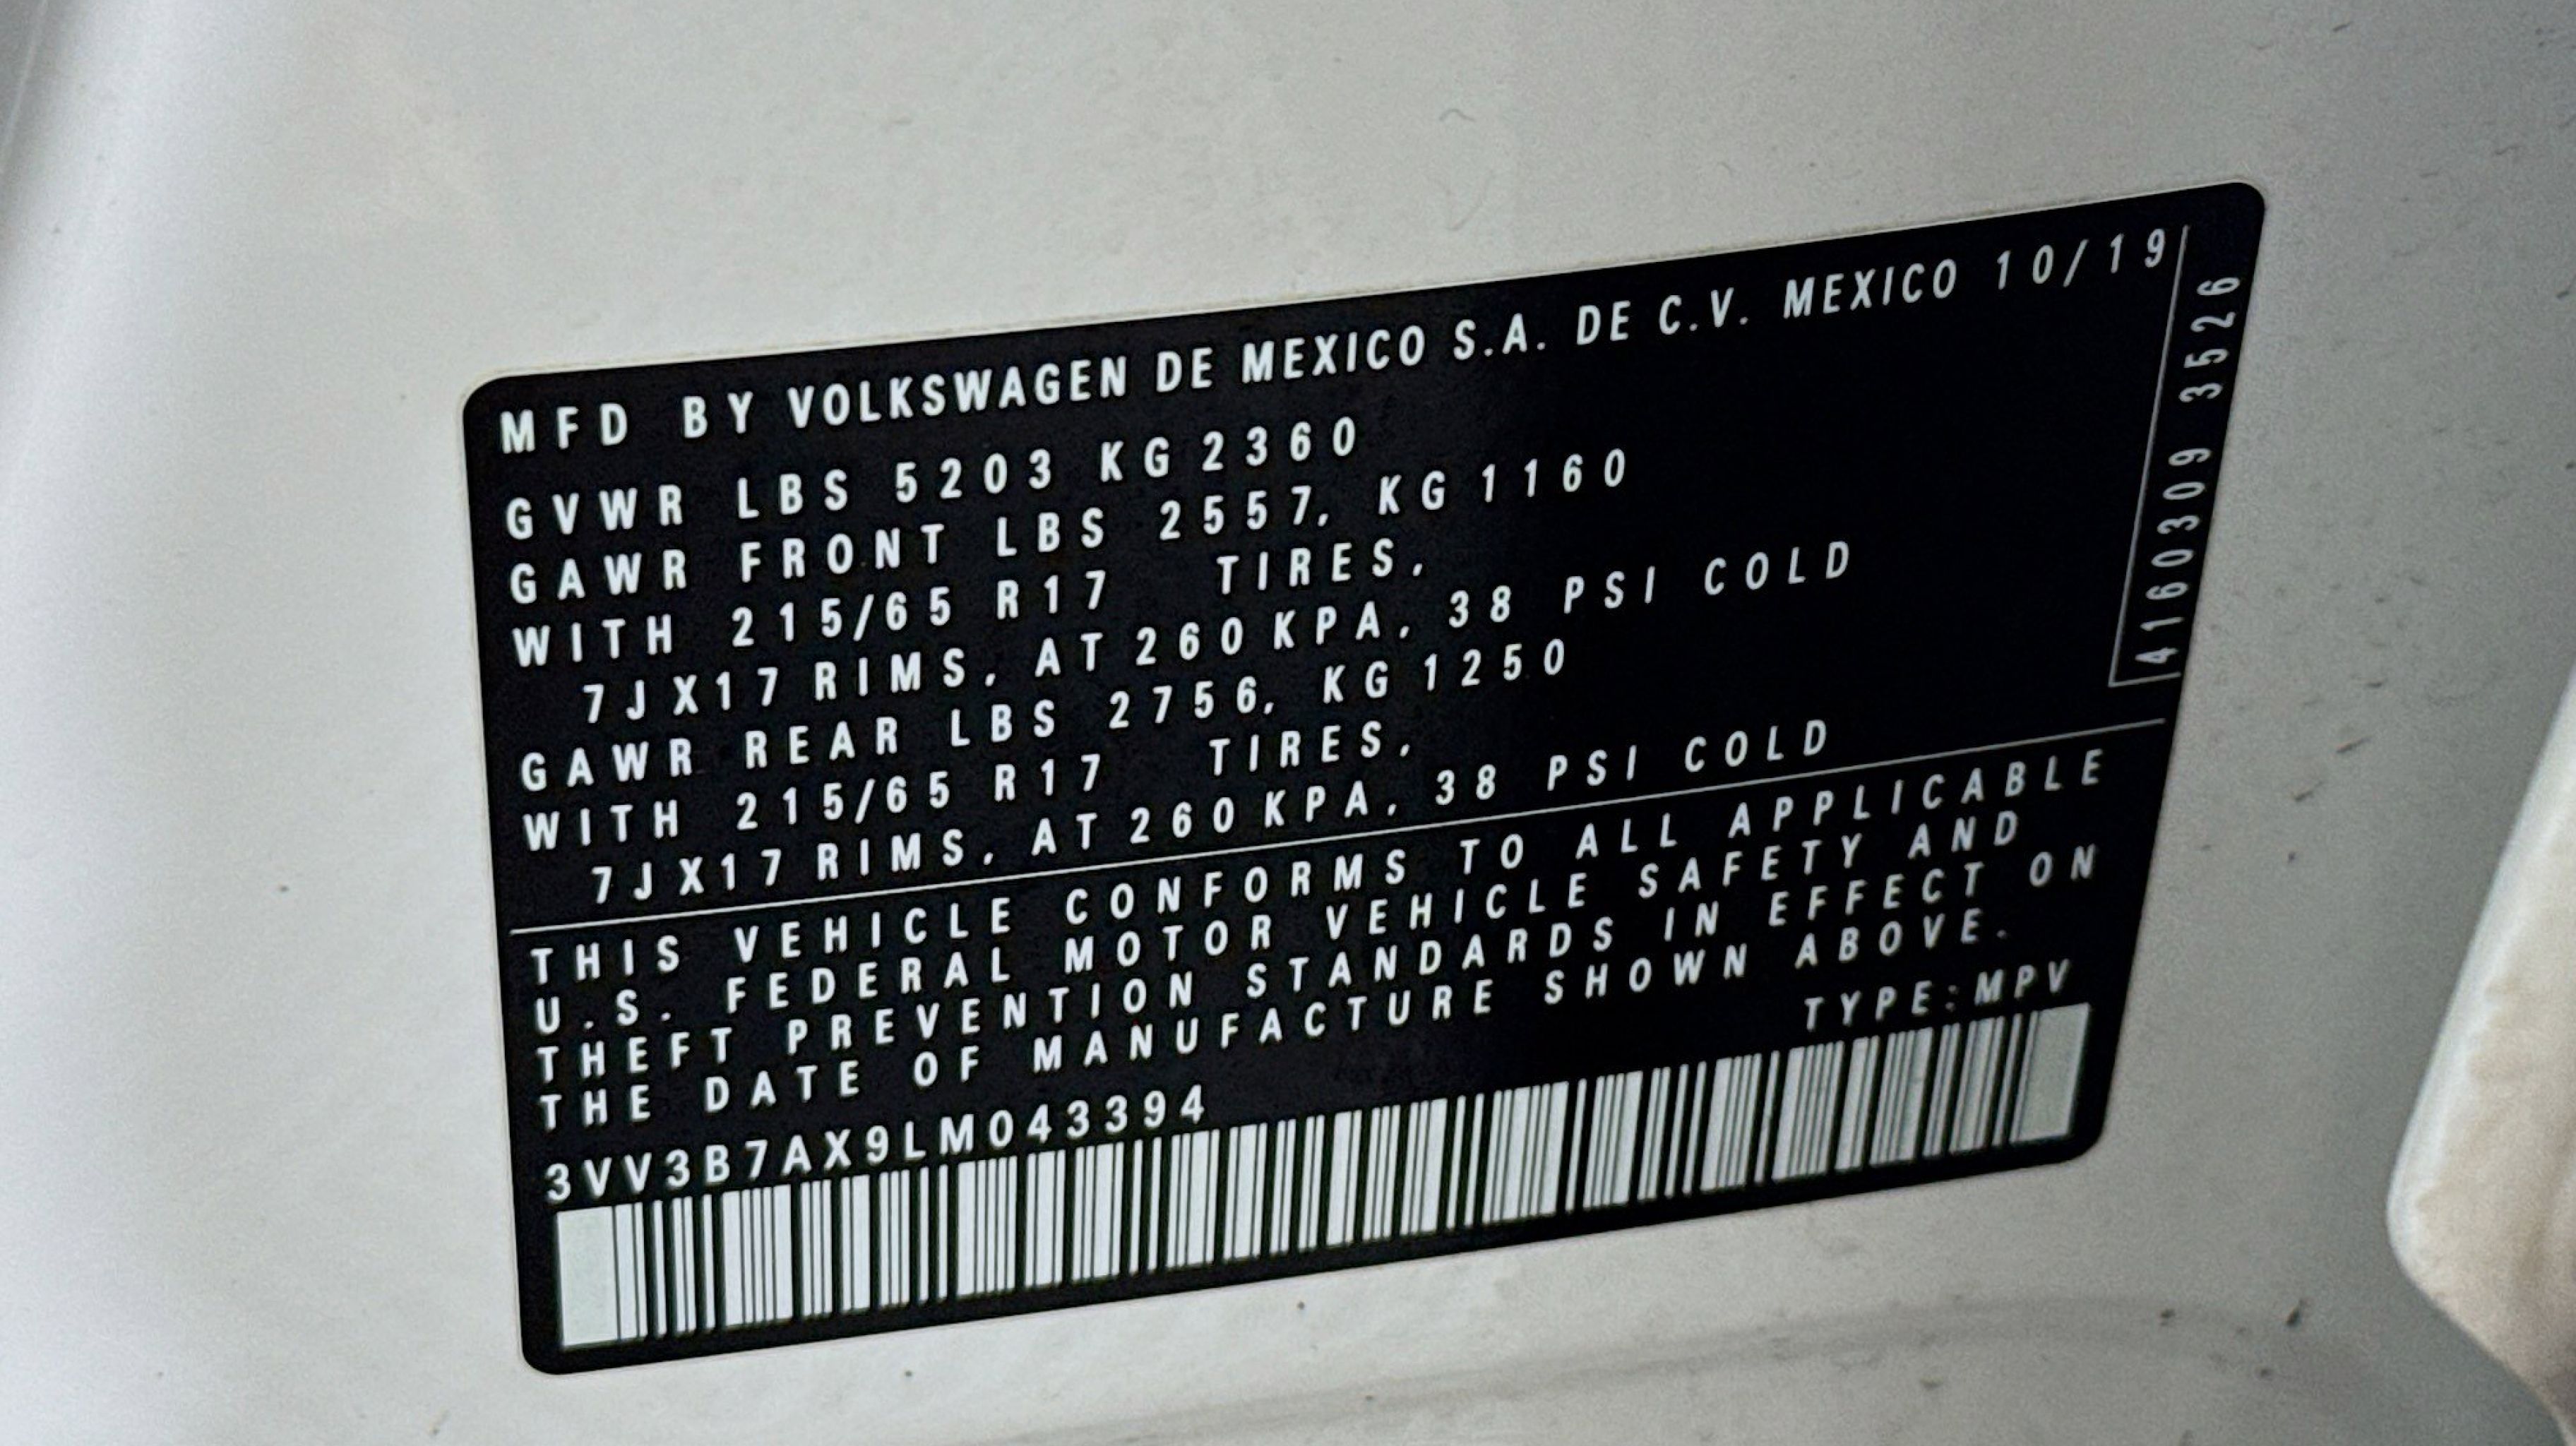 MFD BY VOLKSWAGEN DE MEXICO S.A. DE C.V. MEXICO 10/19
GVWR LBS 5203 KG 2360
GAWR FRONT LBS 2557, KG 1160
WITH 215/65 R17 TIRES,
7JX17 RIMS, AT 260 KPA, 38 PSI COLD
GAWR REAR LBS 2756, KG 1250
WITH 215/65 R17 TIRES,
7JX17 RIMS, AT 260 KPA, 38 PSI COLD
4160309 3526
THIS VEHICLE CONFORMS TO ALL APPLICABLE
U.S. FEDERAL MOTOR VEHICLE SAFETY AND
THEFT PREVENTION STANDARDS IN EFFECT ON
THE DATE OF MANUFACTURE SHOWN ABOVE.
TYPE:MPV
3VV3B7AX9LM043394